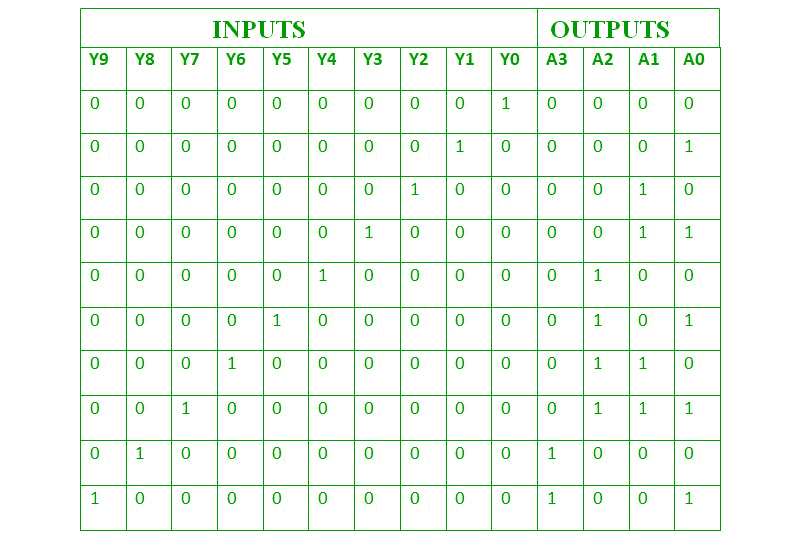 INPUTS OUTPUTS
Y9 Y8 Y7 Y6 Y5 Y4 Y3 Y2 Y1 Y0 A3 A2 A1 A0
0 0 0 0 0 0 0 0 0 1 0 0 0 0
0 0 0 0 0 0 0 0 1 0 0 0 0 1
0 0 0 0 0 0 0 1 0 0 0 0 1 0
0 0 0 0 0 0 1 0 0 0 0 0 1 1
0 0 0 0 0 1 0 0 0 0 0 1 0 0
0 0 0 0 1 0 0 0 0 0 0 1 0 1
0 0 0 1 0 0 0 0 0 0 0 1 1 0
0 0 1 0 0 0 0 0 0 0 0 1 1 1
0 1 0 0 0 0 0 0 0 0 1 0 0 0
1 0 0 0 0 0 0 0 0 0 1 0 0 1